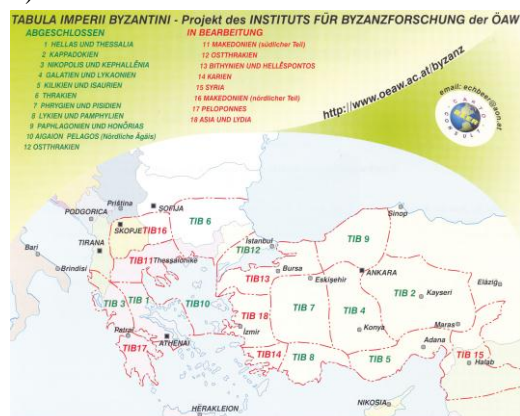 TABULA IMPERII BYZANTINI - Projekt des INSTITUTS FÜR BYZANZFORSCHUNG der ÖAW
ABGESCHLOSSEN
1 HELLAS UND THESSALIA
2 KAPPADOKIEN
3 NIKOPOLIS UND KEPHALLĒNIA
4 GALATIEN UND LYKAONIEN
5 KILIKIEN UND ISAURIEN
6 THRAKIEN
7 PHRYGIEN UND PISIDIEN
8 LYKIEN UND PAMPHYLIEN
9 PAPHLAGONIEN UND HONŌRIAS
10 AIGAION PELAGOS (Nördliche Ägäis)
12 OSTTHRAKIEN
IN BEARBEITUNG
11 MAKEDONIEN (südlicher Teil)
12 OSTTHRAKIEN
13 BITHYNIEN UND HELLĒSPONTOS
14 KARIEN
15 SYRIA
16 MAKEDONIEN (nördlicher Teil)
17 PELOPONNES
18 ASIA UND LYDIA
http://www.oeaw.ac.at/byzanz
Priština
PODGORICA
SOFIJA
SKOPJE
TIB16
TIB 6
Sinop
TIRANA
Bari
Brindisi
TIB11
Thessalonikē
İstanbul
TIB12
TIB 9
TIB13
Bursa
ANKARA
Eskişehir
TIB 3
TIB 1
TIB10
TIB 7
TIB 4
TIB 2
Kayseri
Elâzığ
TIB 18
İzmir
Konya
Maraş
Patrai
ATHENAI
TIB17
TIB14
TIB 8
TIB 5
Adana
TIB 15
Halab
NIKOSIA
HĒRAKLEION